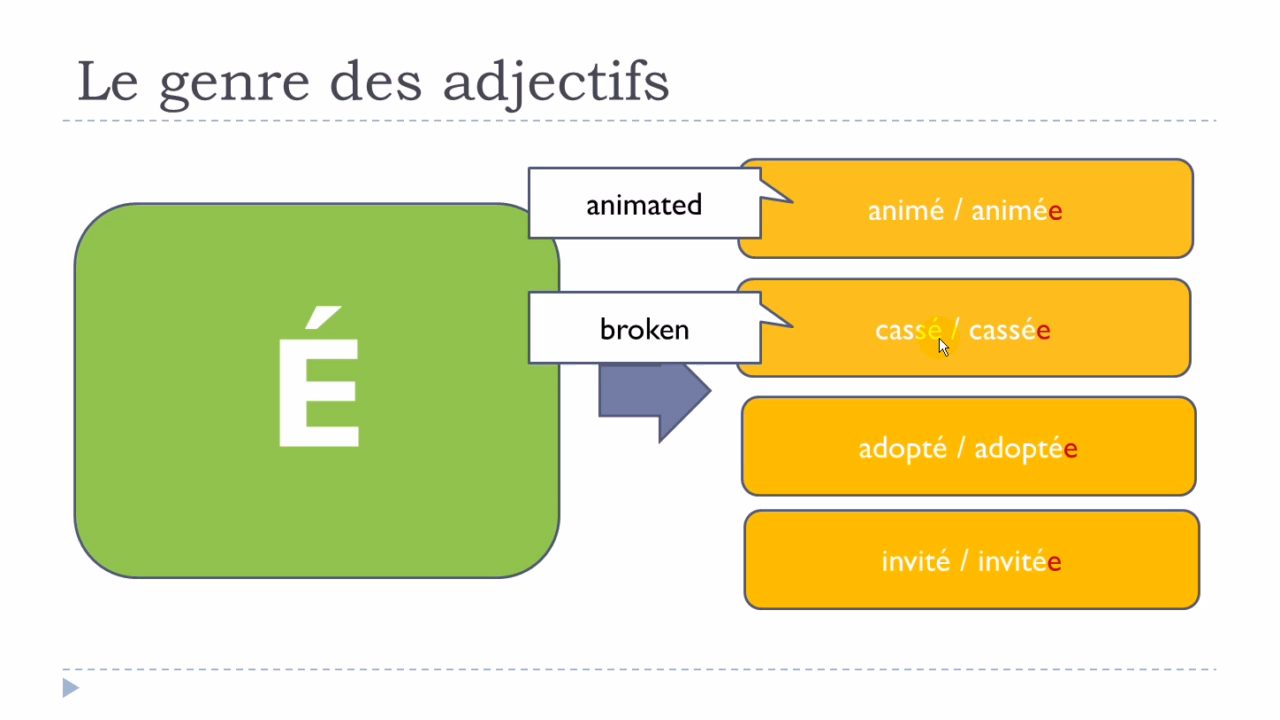 Le genre des adjectifs
É
animated
animé / animée
broken
cassé / cassée
adopté / adoptée
invité / invitée